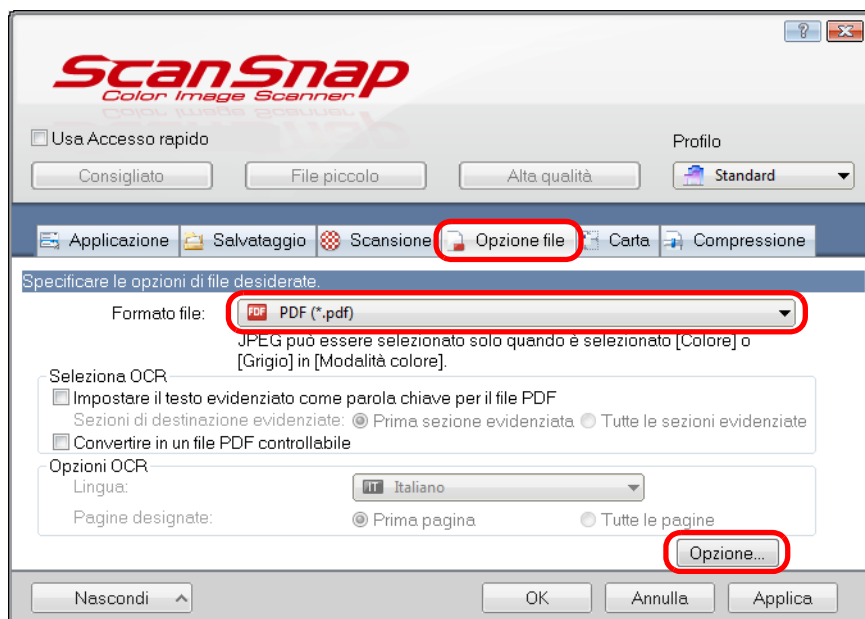 ScanSnap
Color Image Scanner
Usa Accesso rapido
Profilo
Consigliato File piccolo Alta qualità Standard
Applicazione Salvataggio Scansione Opzione file Carta Compressione
Specificare le opzioni di file desiderate.
Formato file: PDF PDF (*.pdf)
JPEG può essere selezionato solo quando è selezionato [Colore] o
[Grigio] in [Modalità colore].
Seleziona OCR
Impostare il testo evidenziato come parola chiave per il file PDF
Sezioni di destinazione evidenziate: Prima sezione evidenziata Tutte le sezioni evidenziate
Convertire in un file PDF controllabile
Opzioni OCR
Lingua: IT Italiano
Pagine designate: Prima pagina Tutte le pagine
Opzione...
Nascondi OK Annulla Applica